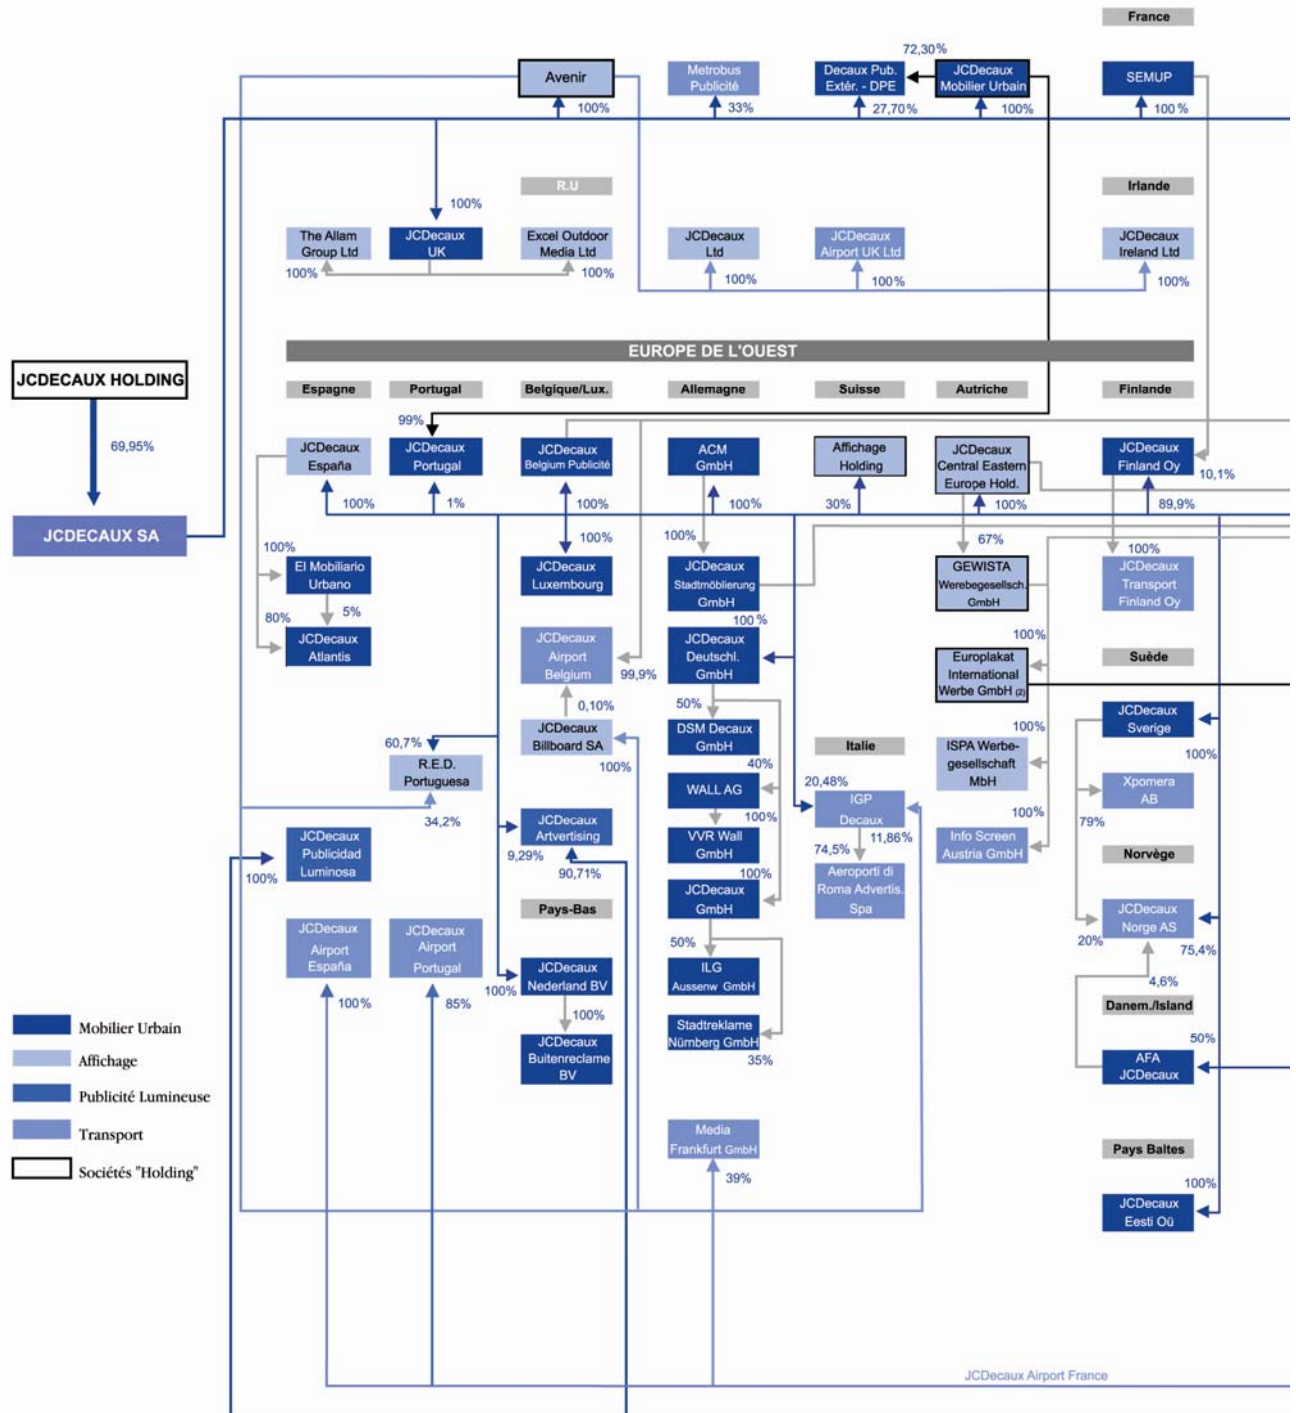 France
72,30%
Avenir
Metrobus
Publicité
Decaux Pub.
Extér. - DPE
JCDecaux
Mobilier Urbain
SEMUP
100%
33%
27,70%
100%
100 %
R.U
Irlande
100%
The Allam
Group Ltd
JCDecaux
UK
Excel Outdoor
Media Ltd
JCDecaux
Ltd
JCDecaux
Airport UK Ltd
JCDecaux
Ireland Ltd
100%
100%
100%
100%
100%
EUROPE DE L'OUEST
JCDECAUX HOLDING
69,95%
JCDECAUX SA
Espagne
Portugal
Belgique/Lux.
Allemagne
Suisse
Autriche
Finlande
99%
JCDecaux
España
JCDecaux
Portugal
JCDecaux
Belgium Publicité
ACM
GmbH
Affichage
Holding
JCDecaux
Central Eastern
Europe Hold.
JCDecaux
Finland Oy
10,1%
100%
1%
100%
100%
30%
100%
89,9%
100%
100%
100%
67%
100%
El Mobiliario
Urbano
JCDecaux
Luxembourg
JCDecaux
Stadtmöblierung
GmbH
GEWISTA
Werebegesellsch.
GmbH
JCDecaux
Transport
Finland Oy
80%
5%
100 %
100%
JCDecaux
Atlantis
JCDecaux
Airport
Belgium
99,9%
JCDecaux
Deutschl.
GmbH
Europlakat
International
Werbe GmbH (2)
Suède
0,10%
50%
100%
JCDecaux
Sverige
100%
60,7%
R.E.D.
Portuguesa
34,2%
JCDecaux
Billboard SA
100%
DSM Decaux
GmbH
40%
Italie
ISPA Werbe-
gesellschaft
MbH
WALL AG
100%
20,48%
IGP
Decaux
11,86%
100%
Xpomera
AB
79%
JCDecaux
Publicidad
Luminosa
100%
JCDecaux
Artvertising
9,29%
90,71%
VVR Wall
GmbH
100%
74,5%
Aeroporti di
Roma Advertis.
Spa
Info Screen
Austria GmbH
Norvège
JCDecaux
GmbH
Pays-Bas
JCDecaux
Norge AS
20%
75,4%
JCDecaux
Airport
España
JCDecaux
Airport
Portugal
50%
100%
85%
100%
JCDecaux
Nederland BV
ILG
Aussenw GmbH
4,6%
Danem./Island
100%
Stadtreklame
Nürnberg GmbH
35%
50%
JCDecaux
Buitenreclame
BV
AFA
JCDecaux
Mobilier Urbain
Affichage
Publicité Lumineuse
Transport
Sociétés "Holding"
Media
Frankfurt GmbH
39%
Pays Baltes
100%
JCDecaux
Eesti Oü
JCDecaux Airport France